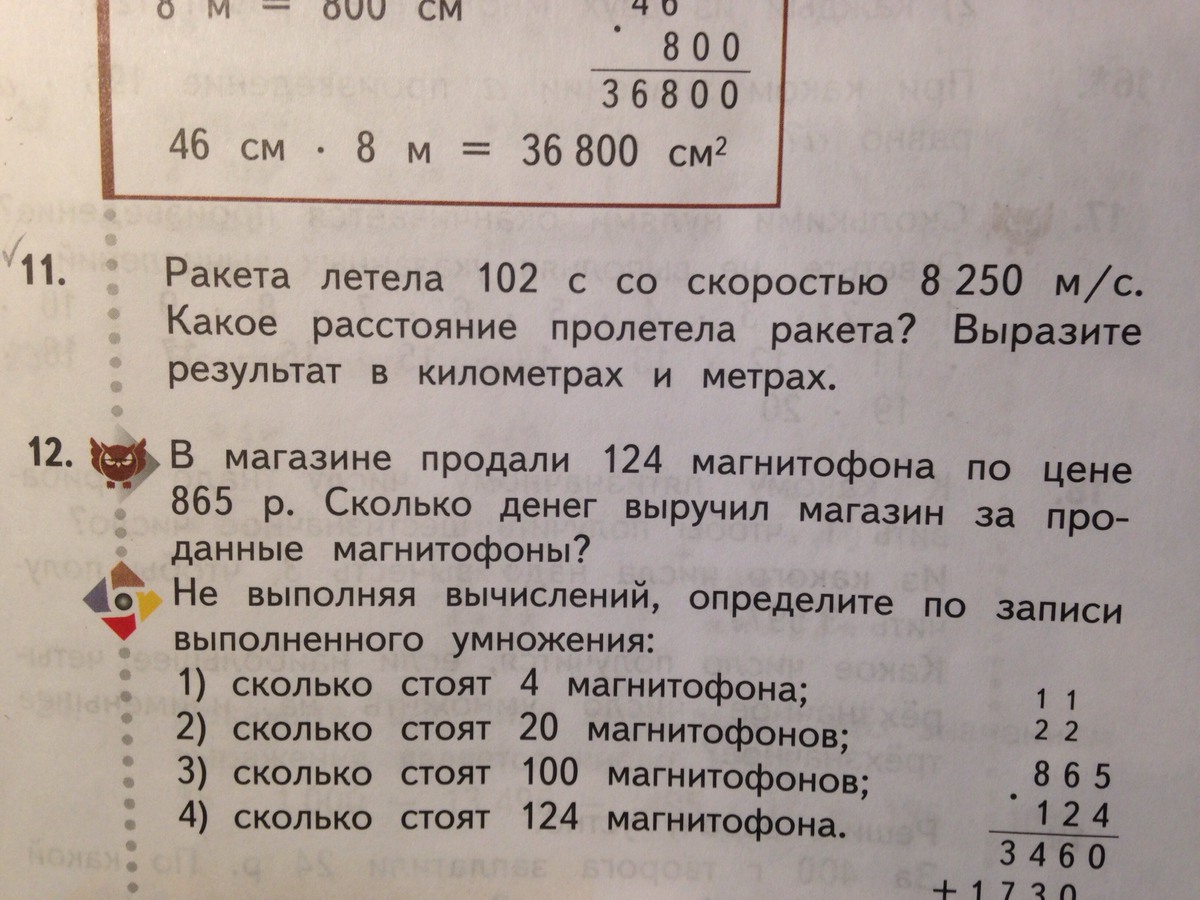 8 м = 800 см
46
·
800
36800
46 см · 8 м = 36 800 см²
11. Ракета летела 102 с со скоростью 8 250 м/с.
Какое расстояние пролетела ракета? Выразите
результат в километрах и метрах.
12. В магазине продали 124 магнитофона по цене
865 р. Сколько денег выручил магазин за про-
данные магнитофоны?
Не выполняя вычислений, определите по записи
выполненного умножения:
1) сколько стоят 4 магнитофона;
2) сколько стоят 20 магнитофонов;
3) сколько стоят 100 магнитофонов;
4) сколько стоят 124 магнитофона.
1 1
2 2
865
·
124
3460
+ 1730